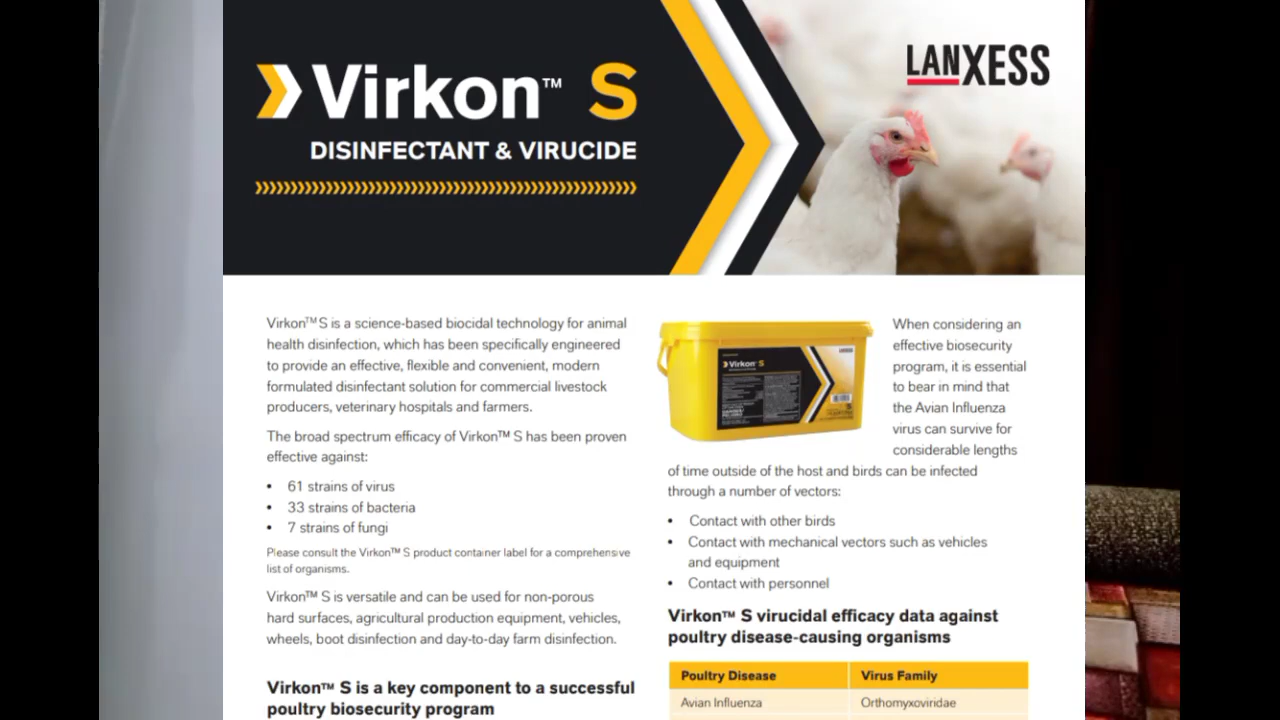 Virkon™ S
DISINFECTANT & VIRUCIDE
LANXESS
Virkon™ S is a science-based biocidal technology for animal
health disinfection, which has been specifically engineered
to provide an effective, flexible and convenient, modern
formulated disinfectant solution for commercial livestock
producers, veterinary hospitals and farmers.
The broad spectrum efficacy of Virkon™ S has been proven
effective against:
• 61 strains of virus
• 33 strains of bacteria
• 7 strains of fungi
Please consult the Virkon™ S product container label for a comprehensive
list of organisms.
Virkon™ S is versatile and can be used for non-porous
hard surfaces, agricultural production equipment, vehicles,
wheels, boot disinfection and day-to-day farm disinfection.
Virkon™ S is a key component to a successful
poultry biosecurity program
Virkon S
When considering an
effective biosecurity
program, it is essential
to bear in mind that
the Avian Influenza
virus can survive for
considerable lengths
of time outside of the host and birds can be infected
through a number of vectors:
• Contact with other birds
• Contact with mechanical vectors such as vehicles
and equipment
• Contact with personnel
Virkon™ S virucidal efficacy data against
poultry disease-causing organisms
Poultry Disease Virus Family
Avian Influenza Orthomyxoviridae